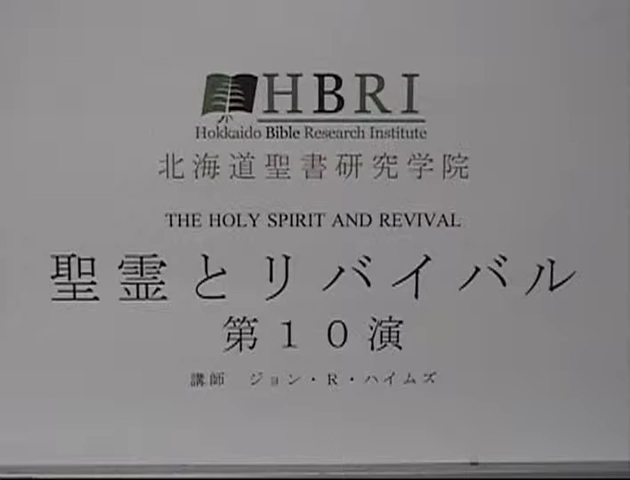 HBRI
Hokkaido Bible Research Institute
北海道聖書研究学院
THE HOLY SPIRIT AND REVIVAL
聖霊とリバイバル
第１０演
講師　ジョン・Ｒ・ハイムズ